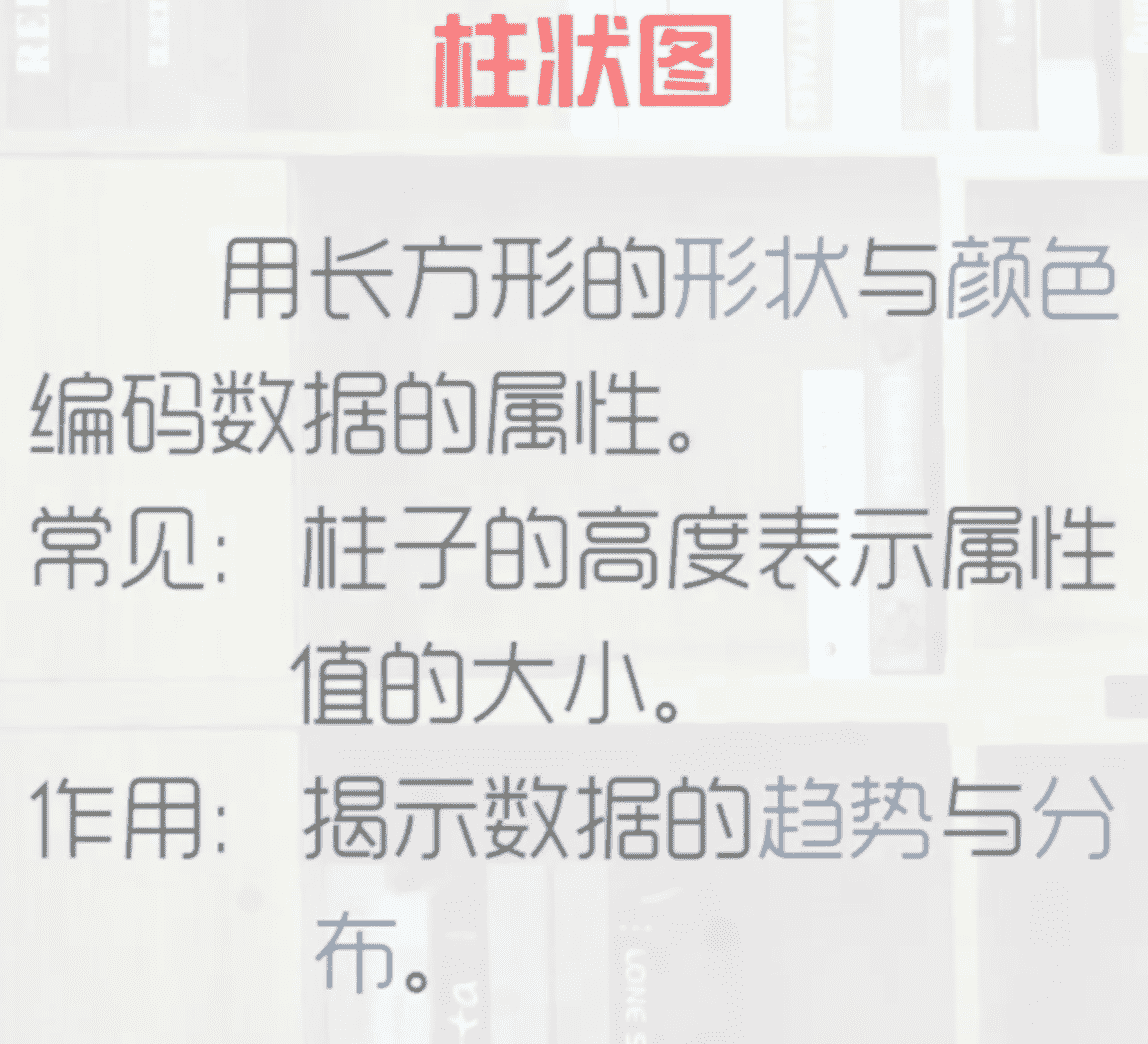 柱状图
用长方形的形状与颜色
编码数据的属性。
常见：柱子的高度表示属性
值的大小。
作用：揭示数据的趋势与分
布。